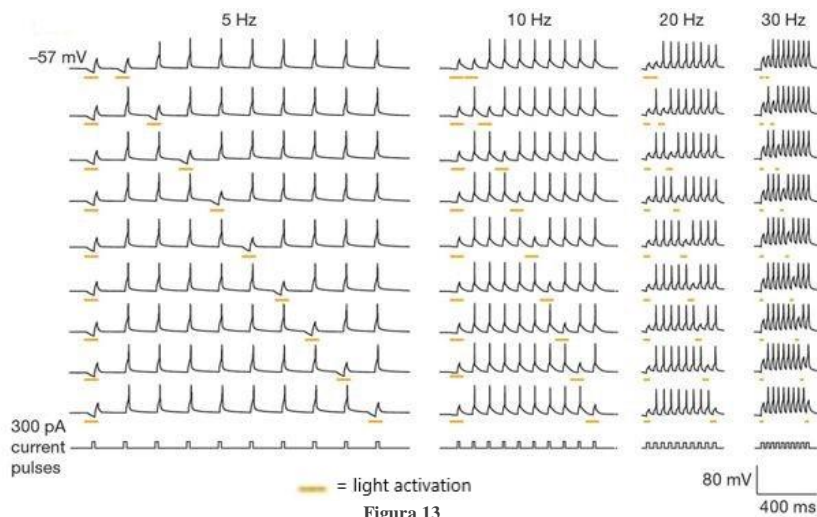 5 Hz 10 Hz 20 Hz 30 Hz
–57 mV
300 pA
current
pulses
= light activation
80 mV
400 ms
Figura 13